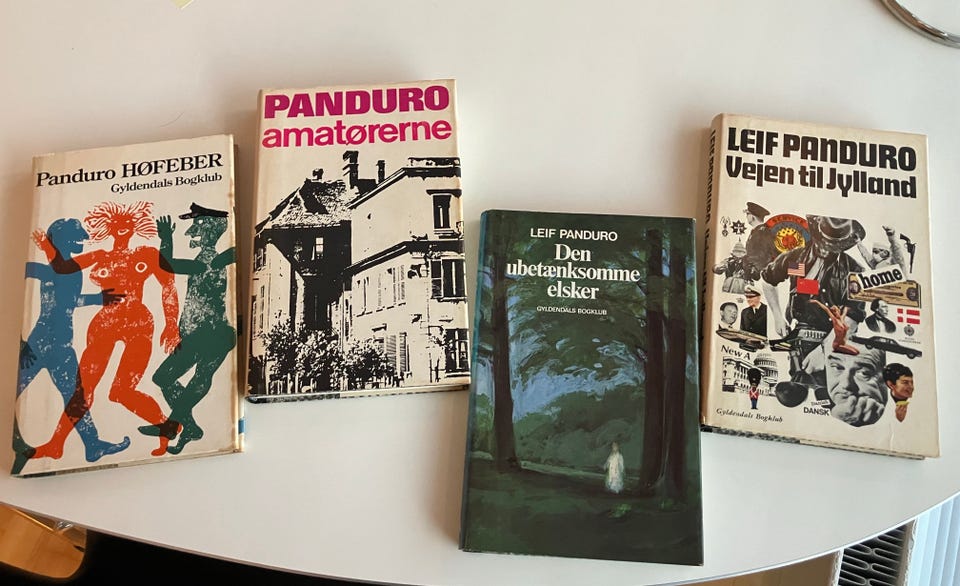 Panduro HØFEBER
Gyldendals Bogklub
PANDURO
amatørerne
LEIF PANDURO
Den
ubetænksomme
elsker
GYLDENDALS BOGKLUB
LEIF PANDURO
Vejen til Jylland
home
New A
DANSK
Gyldendals Bogklub